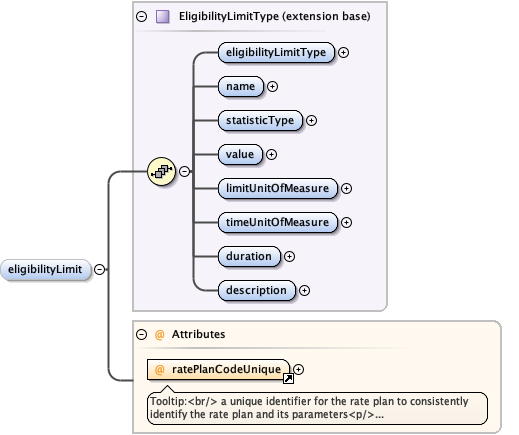 EligibilityLimitType (extension base)
eligibilityLimitType
name
statisticType
value
limitUnitOfMeasure
timeUnitOfMeasure
duration
description
eligibilityLimit
@ Attributes
@ ratePlanCodeUnique
Tooltip:<br/> a unique identifier for the rate plan to consistently
identify the rate plan and its parameters<p/>...